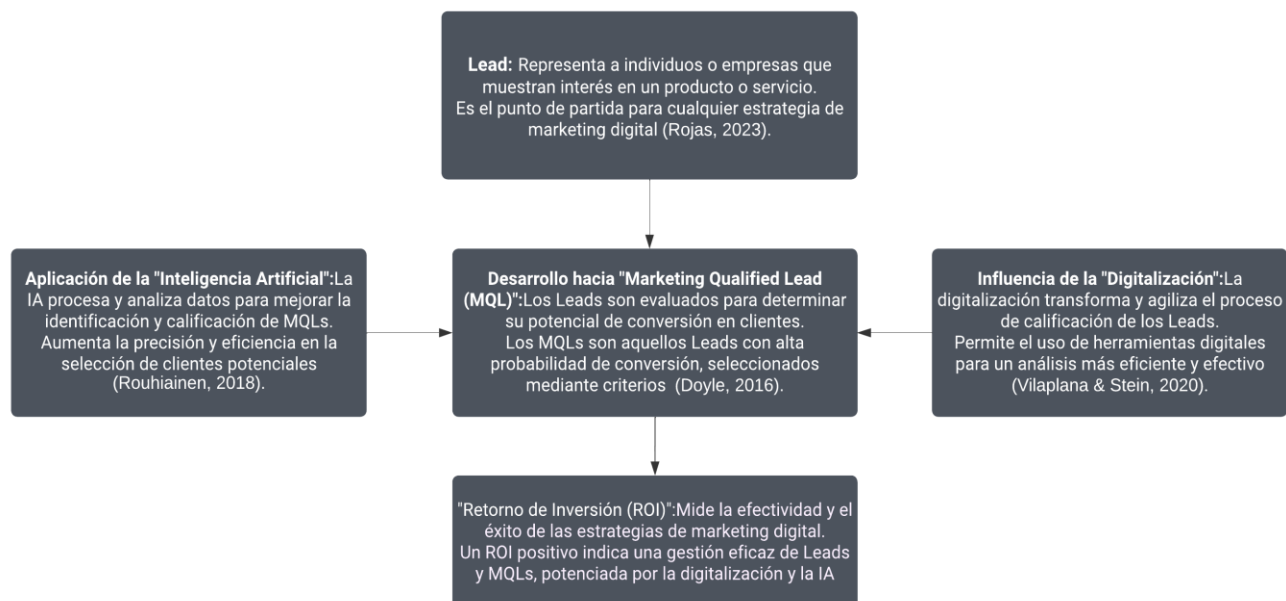 Lead: Representa a individuos o empresas que
muestran interés en un producto o servicio.
Es el punto de partida para cualquier estrategia de
marketing digital (Rojas, 2023).
Aplicación de la "Inteligencia Artificial":La
IA procesa y analiza datos para mejorar la
identificación y calificación de MQLs.
Aumenta la precisión y eficiencia en la
selección de clientes potenciales
(Rouhiainen, 2018).
Desarrollo hacia "Marketing Qualified Lead
(MQL)":Los Leads son evaluados para determinar
su potencial de conversión en clientes.
Los MQLs son aquellos Leads con alta
probabilidad de conversión, seleccionados
mediante criterios (Doyle, 2016).
Influencia de la "Digitalización":La
digitalización transforma y agiliza el proceso
de calificación de los Leads.
Permite el uso de herramientas digitales
para un análisis más eficiente y efectivo
(Vilaplana & Stein, 2020).
"Retorno de Inversión (ROI)":Mide la efectividad y el
éxito de las estrategias de marketing digital.
Un ROI positivo indica una gestión eficaz de Leads
y MQLs, potenciada por la digitalización y la IA